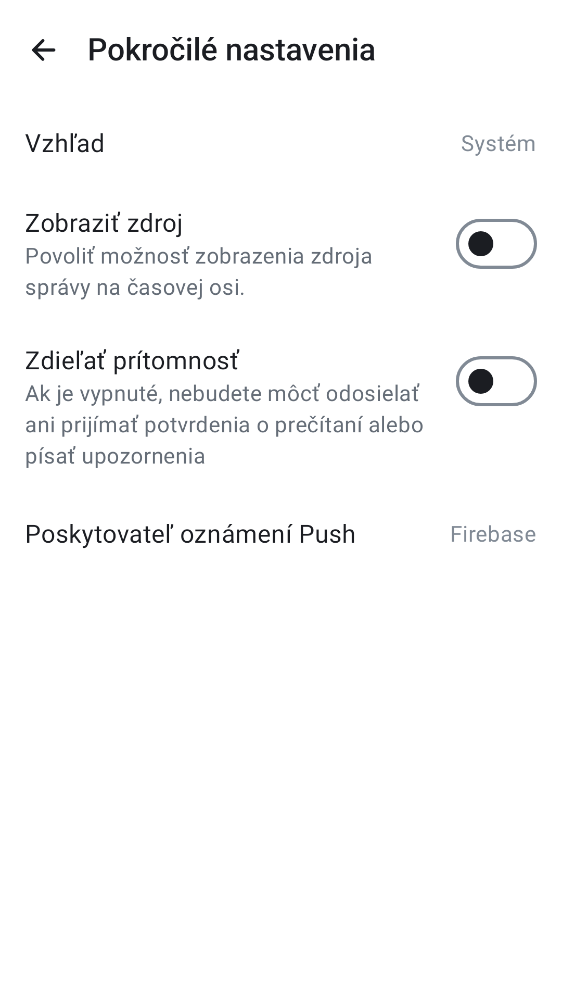 Pokročilé nastavenia
Vzhľad
Systém
Zobraziť zdroj
Povoliť možnosť zobrazenia zdroja
správy na časovej osi.
Zdieľať prítomnosť
Ak je vypnuté, nebudete môcť odosielať
ani prijímať potvrdenia o prečítaní alebo
písať upozornenia
Poskytovateľ oznámení Push
Firebase